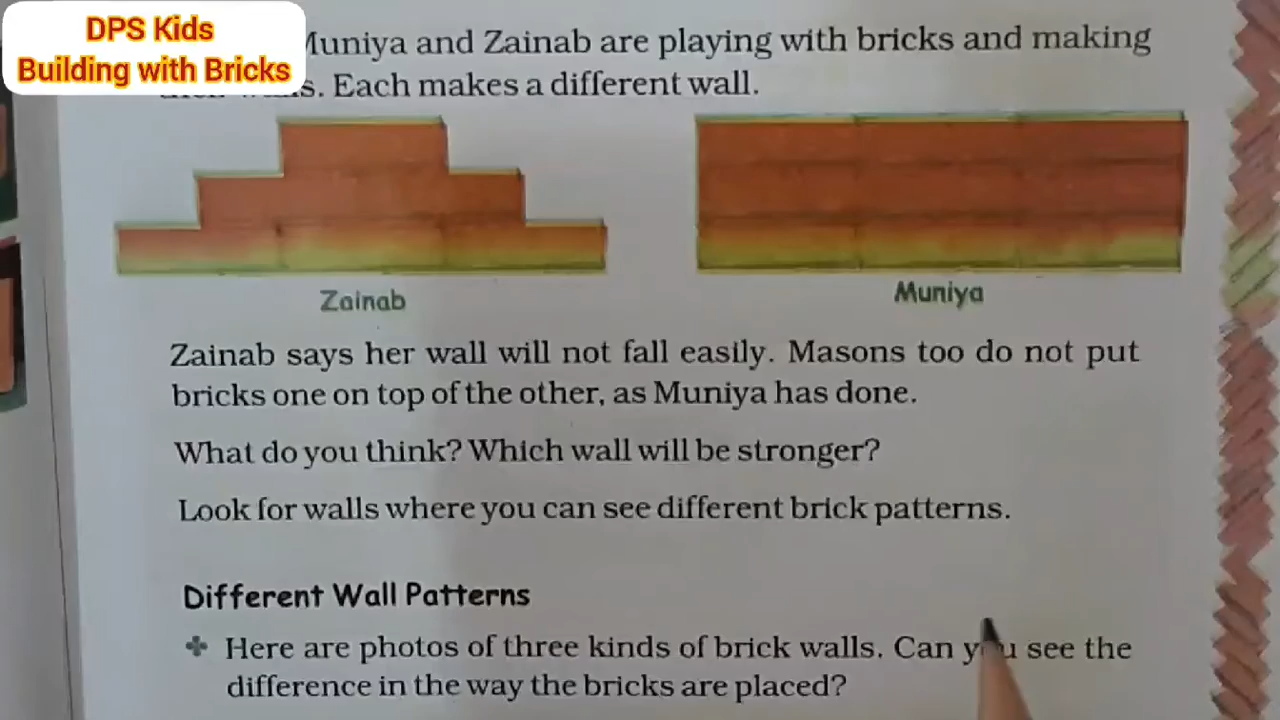 DPS Kids
Building with Bricks
Muniya and Zainab are playing with bricks and making
Each makes a different wall.
Zainab
Muniya
Zainab says her wall will not fall easily. Masons too do not put
bricks one on top of the other, as Muniya has done.
What do you think? Which wall will be stronger?
Look for walls where you can see different brick patterns.
Different Wall Patterns
Here are photos of three kinds of brick walls. Can you see the
difference in the way the bricks are placed?